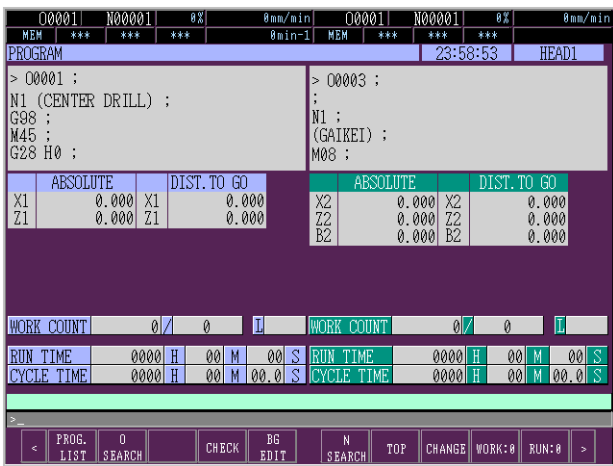 O0001 N00001 0% 0mm/min O0001 N00001 0% 0mm/min
MEM *** *** *** 0min-1 MEM *** *** *** 0min-1
PROGRAM 23:58:53 HEAD1
> O0001 ;
N1 (CENTER DRILL) ;
G98 ;
M45 ;
G28 H0 ;
> O0003 ;
;
N1 ;
(GAIKEI) ;
M08 ;
ABSOLUTE DIST.TO GO
X1 0.000 X1 0.000
Z1 0.000 Z1 0.000
ABSOLUTE DIST.TO GO
X2 0.000 X2 0.000
Z2 0.000 Z2 0.000
B2 0.000 B2 0.000
WORK COUNT 0/ 0 L WORK COUNT 0/ 0 L
RUN TIME 0000 H 00 M 00 S RUN TIME 0000 H 00 M 00 S
CYCLE TIME 0000 H 00 M 00.0 S CYCLE TIME 0000 H 00 M 00.0 S
>_
< PROG. LIST O SEARCH CHECK BG EDIT N SEARCH TOP CHANGE WORK:0 RUN:0 >